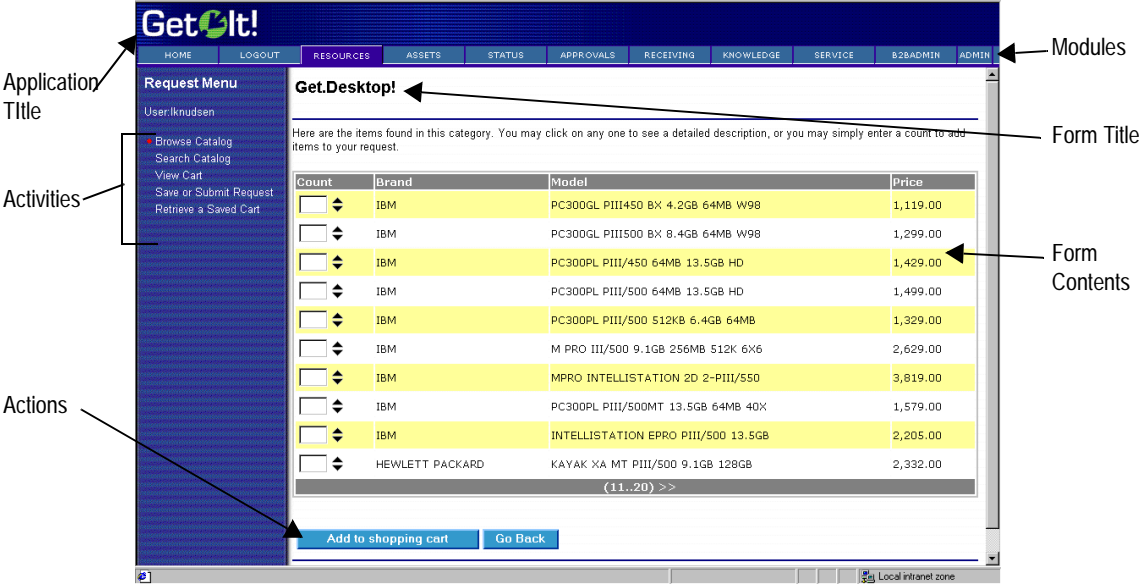 Get It!
HOME LOGOUT RESOURCES ASSETS STATUS APPROVALS RECEIVING KNOWLEDGE SERVICE B2BADMIN ADMIN
Modules
Application
TItle
Request Menu
User:lknudsen
Get.Desktop!
Form Title
Here are the items found in this category. You may click on any one to see a detailed description, or you may simply enter a count to add
items to your request.
Activities
Browse Catalog
Search Catalog
View Cart
Save or Submit Request
Retrieve a Saved Cart
Count Brand Model Price
IBM PC300GL PIII450 BX 4.2GB 64MB W98 1,119.00
IBM PC300GL PIII500 BX 8.4GB 64MB W98 1,299.00
IBM PC300PL PIII/450 64MB 13.5GB HD 1,429.00
IBM PC300PL PIII/500 64MB 13.5GB HD 1,499.00
IBM PC300PL PIII/500 512KB 6.4GB 64MB 1,329.00
IBM M PRO III/500 9.1GB 256MB 512K 6X6 2,629.00
IBM MPRO INTELLISTATION 2D 2-PIII/550 3,819.00
IBM PC300PL PIII/500MT 13.5GB 64MB 40X 1,579.00
IBM INTELLISTATION EPRO PIII/500 13.5GB 2,205.00
HEWLETT PACKARD KAYAK XA MT PIII/500 9.1GB 128GB 2,332.00
(11..20) >>
Form
Contents
Actions
Add to shopping cart Go Back
Local intranet zone